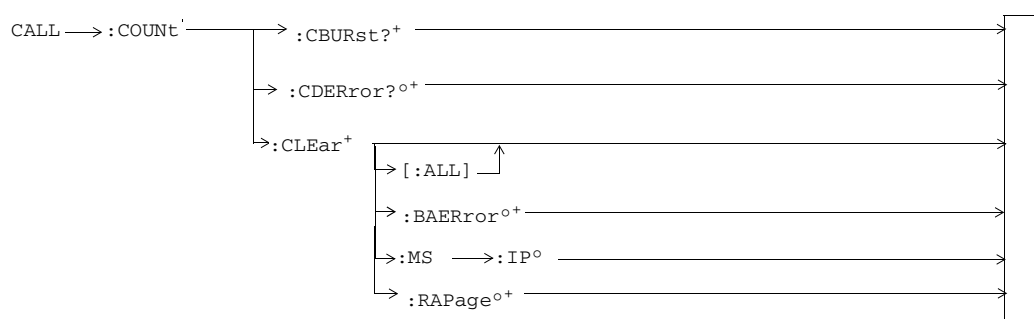 CALL :COUNt :CBURst?⁺
:CDERror?°⁺
:CLEar⁺
[:ALL]
:BAERror°⁺
:MS :IP°
:RAPage°⁺